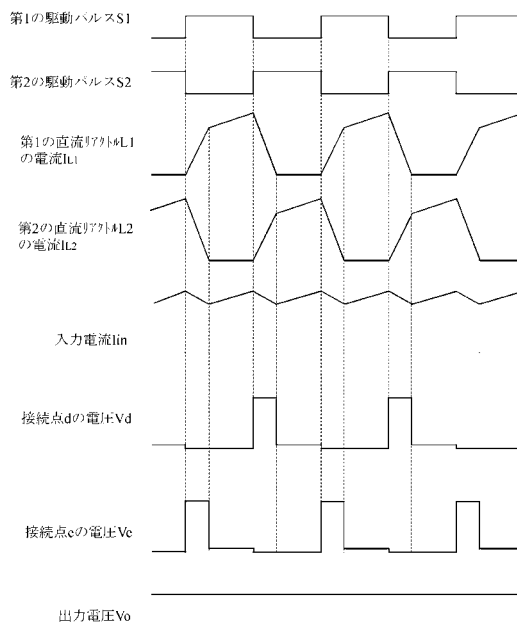 第1の駆動パルスS1
第2の駆動パルスS2
第1の直流リアクトルL1
の電流IL1
第2の直流リアクトルL2
の電流IL2
入力電流Iin
接続点dの電圧Vd
接続点eの電圧Ve
出力電圧Vo